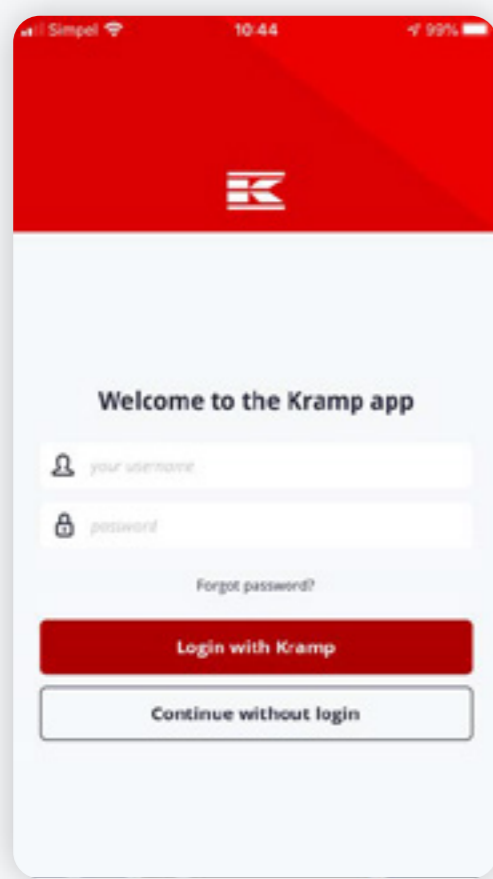 Simpel 10:44 99%
K
Welcome to the Kramp app
your username
password
Forgot password?
Login with Kramp
Continue without login